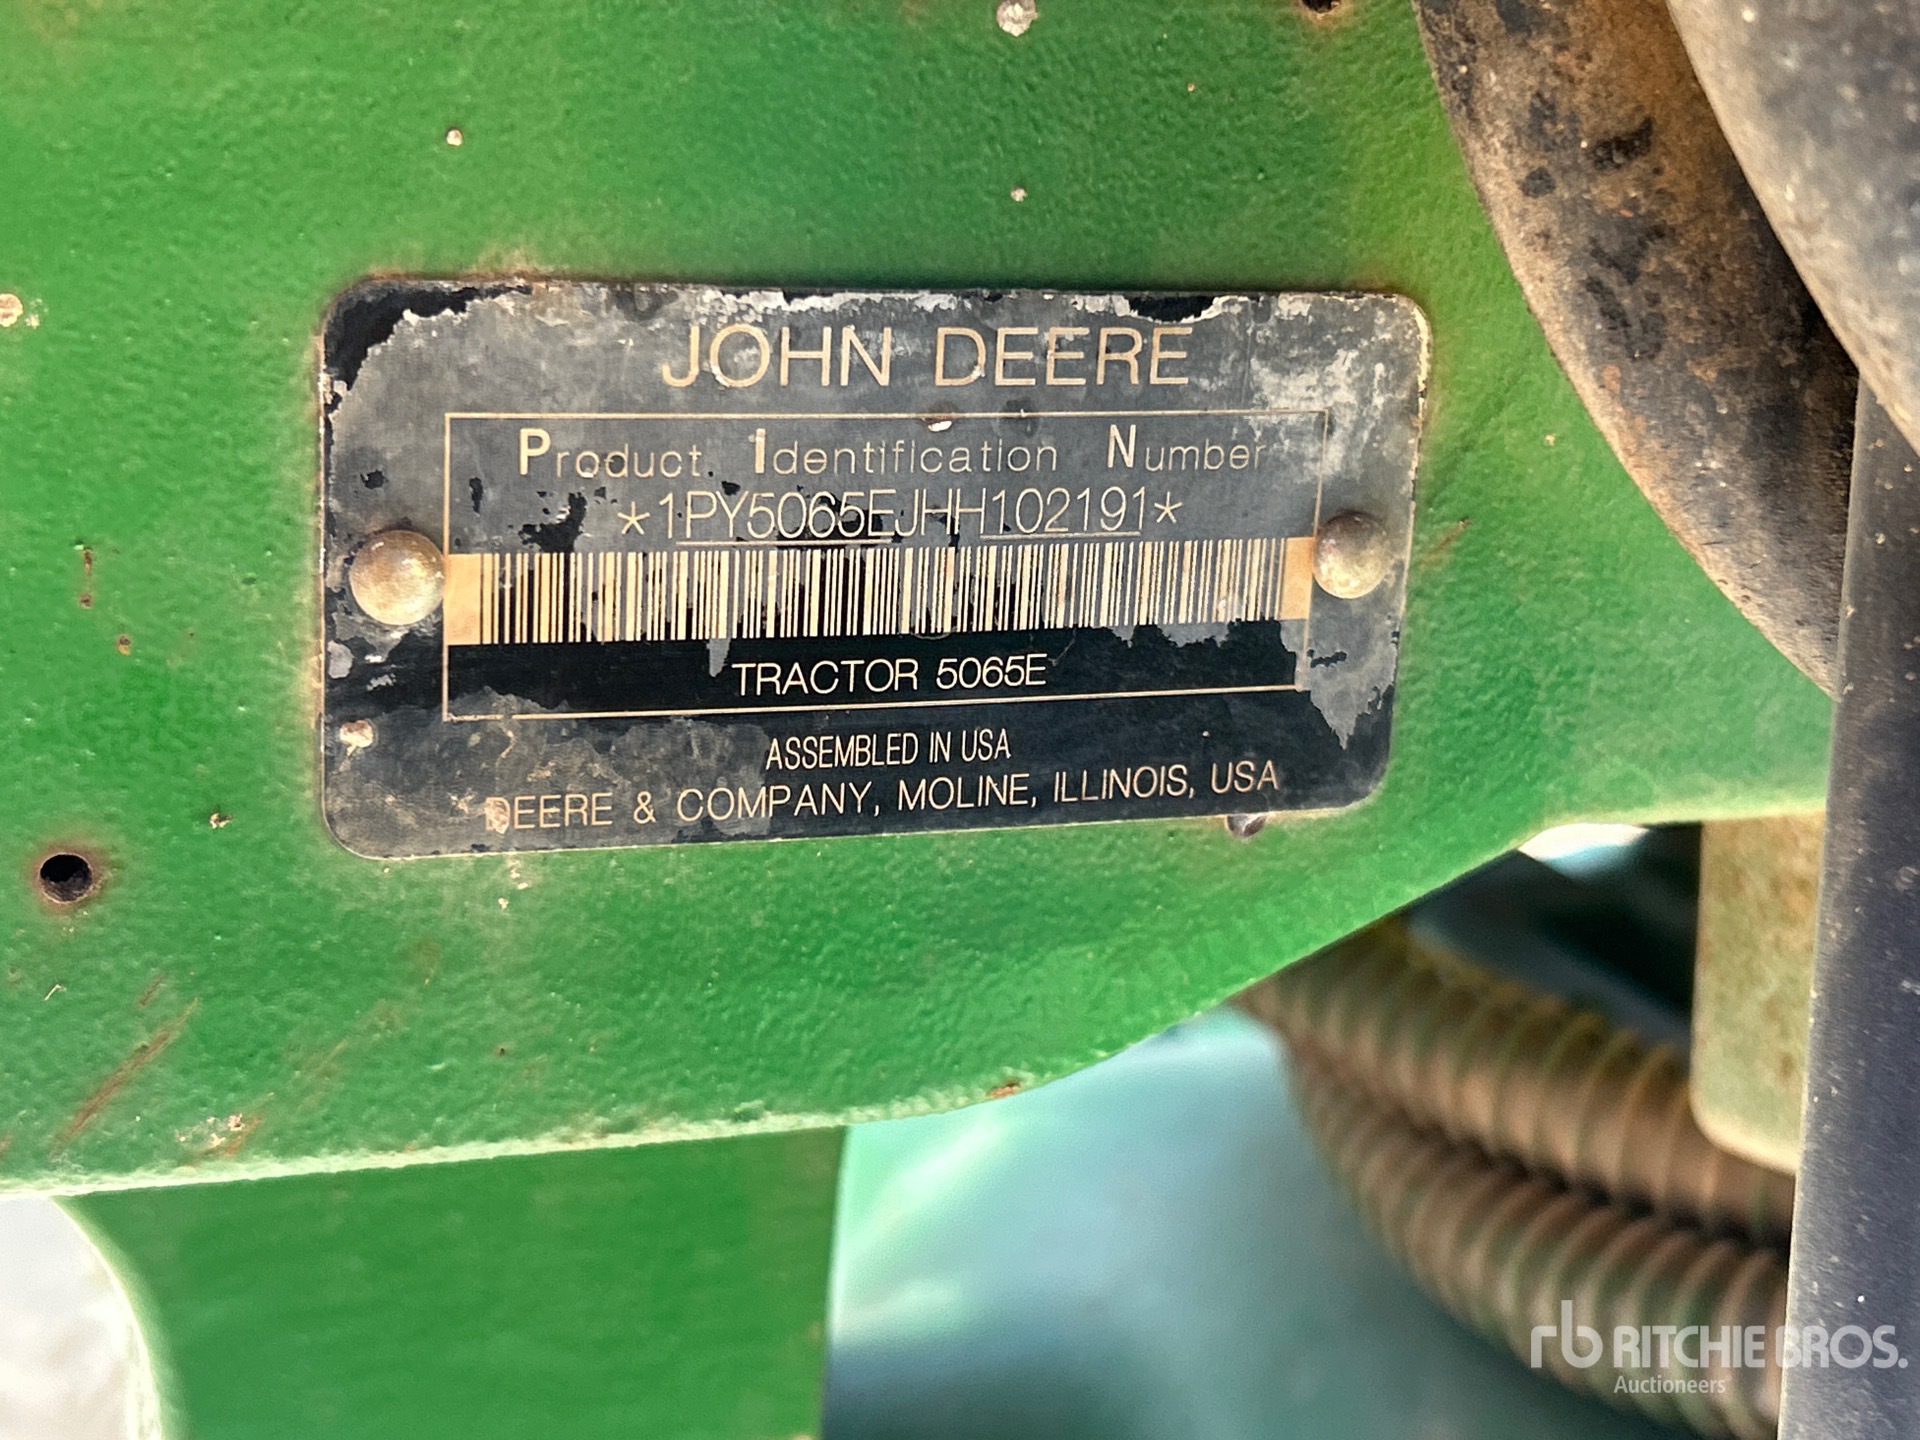 JOHN DEERE
Product Identification Number
*1PY5065EJHH102191*
TRACTOR 5065E
ASSEMBLED IN USA
DEERE & COMPANY, MOLINE, ILLINOIS, USA
rb RITCHIE BROS.
Auctioneers